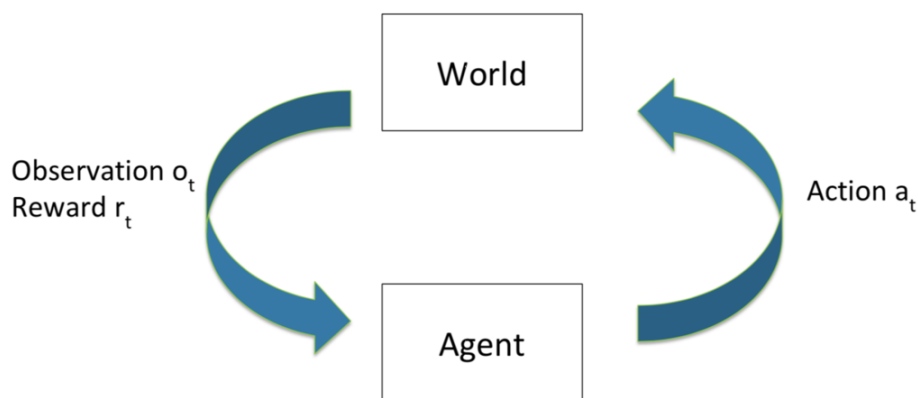 World
Observation oₜ
Reward rₜ
Action aₜ
Agent